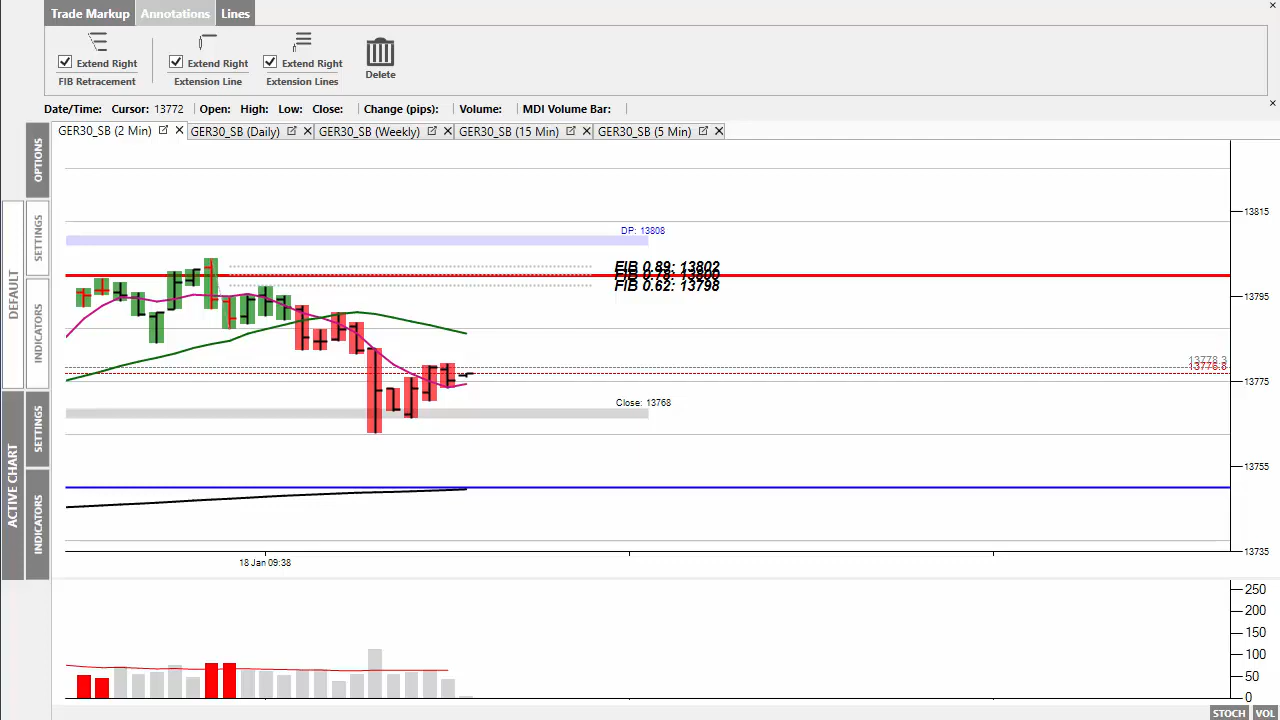 Trade Markup Annotations Lines
Extend Right Extend Right Extend Right
FIB Retracement Extension Line Extension Lines Delete
Date/Time: Cursor: 13772 Open: High: Low: Close: Change (pips): Volume: MDI Volume Bar:
GER30_SB (2 Min) GER30_SB (Daily) GER30_SB (Weekly) GER30_SB (15 Min) GER30_SB (5 Min)
OPTIONS
SETTINGS
DEFAULT
INDICATORS
SETTINGS
ACTIVE CHART
INDICATORS
13815
DP: 13808
FIB 0.89: 13802
FIB 0.62: 13798
13795
13778.3
13776.8
13775
Close: 13768
13755
13735
18 Jan 09:38
250
200
150
100
50
0
STOCH VOL